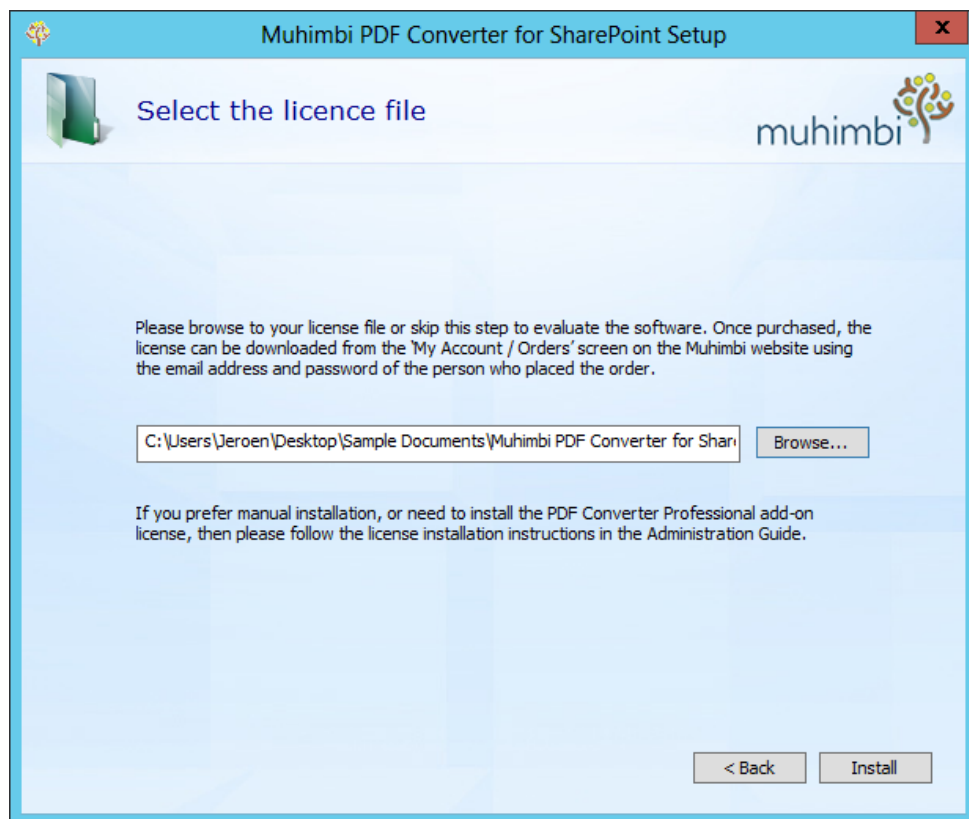 Muhimbi PDF Converter for SharePoint Setup
x
Select the licence file
muhimbi
Please browse to your license file or skip this step to evaluate the software. Once purchased, the
license can be downloaded from the 'My Account / Orders' screen on the Muhimbi website using
the email address and password of the person who placed the order.
C:\Users\Jeroen\Desktop\Sample Documents\Muhimbi PDF Converter for Shar
Browse...
If you prefer manual installation, or need to install the PDF Converter Professional add-on
license, then please follow the license installation instructions in the Administration Guide.
< Back
Install